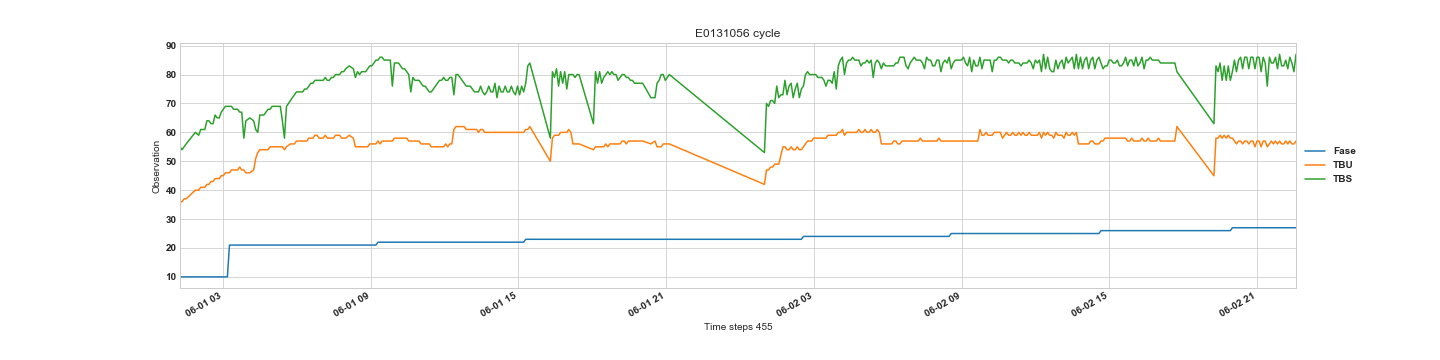 E0131056 cycle
90
80
70
60
50
40
30
20
10
Observation
06-01 03
06-01 09
06-01 15
06-01 21
06-02 03
06-02 09
06-02 15
06-02 21
Time steps 455
Fase
TBU
TBS